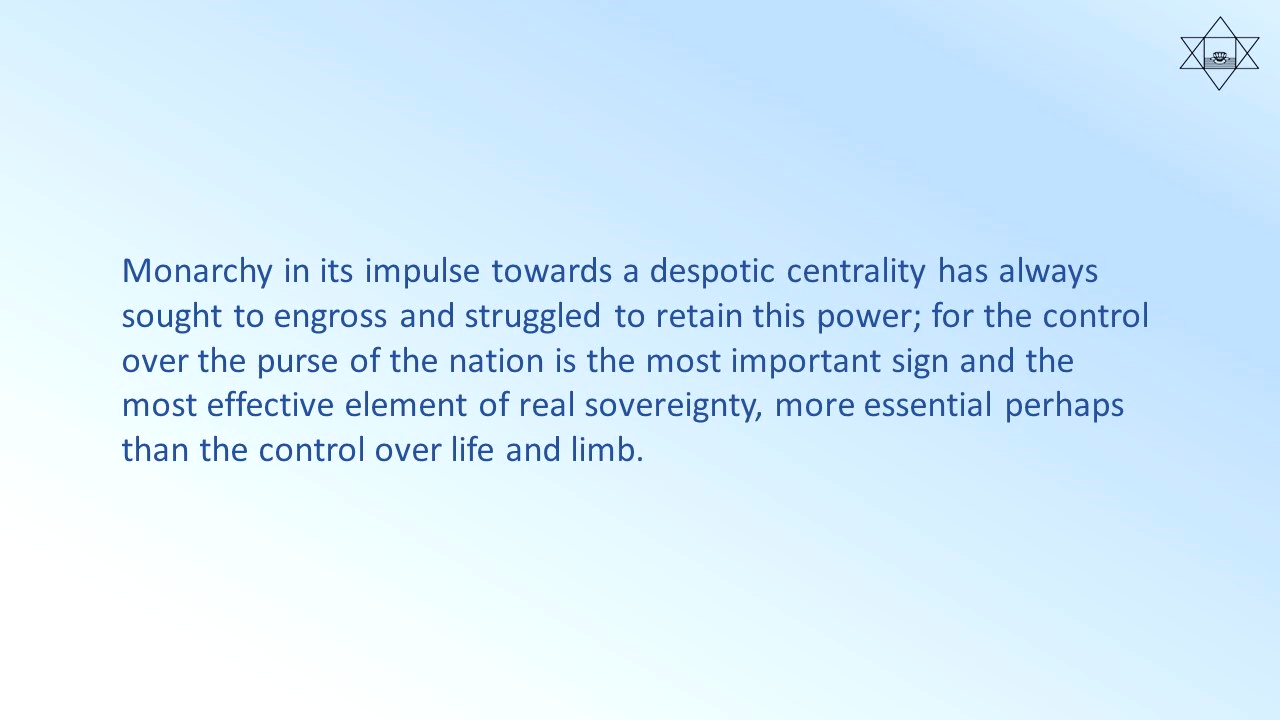 Monarchy in its impulse towards a despotic centrality has always
sought to engross and struggled to retain this power; for the control
over the purse of the nation is the most important sign and the
most effective element of real sovereignty, more essential perhaps
than the control over life and limb.